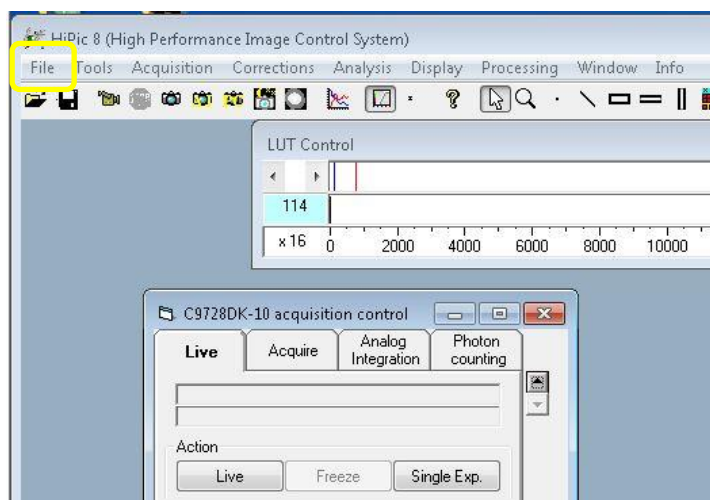 HiPic 8 (High Performance Image Control System)
File Tools Acquisition Corrections Analysis Display Processing Window Info
LUT Control
114
x 16 0 2000 4000 6000 8000 10000
C9728DK-10 acquisition control
Live Acquire Analog Integration Photon counting
Action
Live Freeze Single Exp.